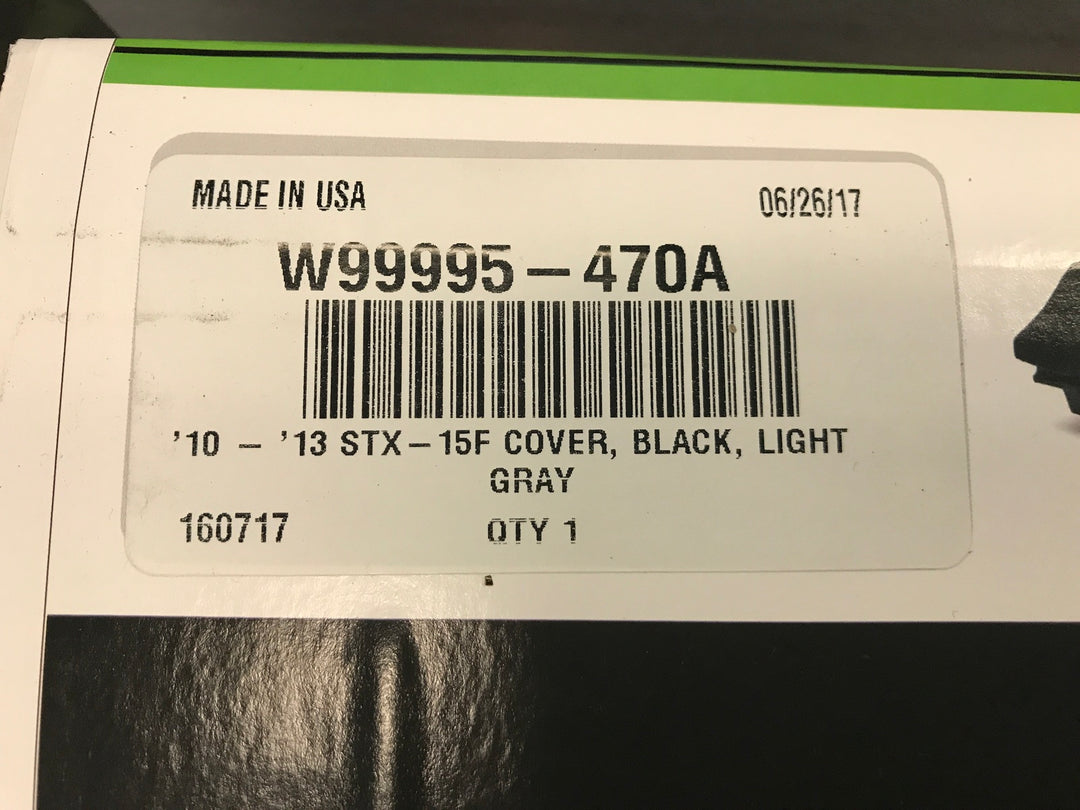 MADE IN USA 06/26/17
W99995-470A
'10 - '13 STX-15F COVER, BLACK, LIGHT
GRAY
160717 QTY 1